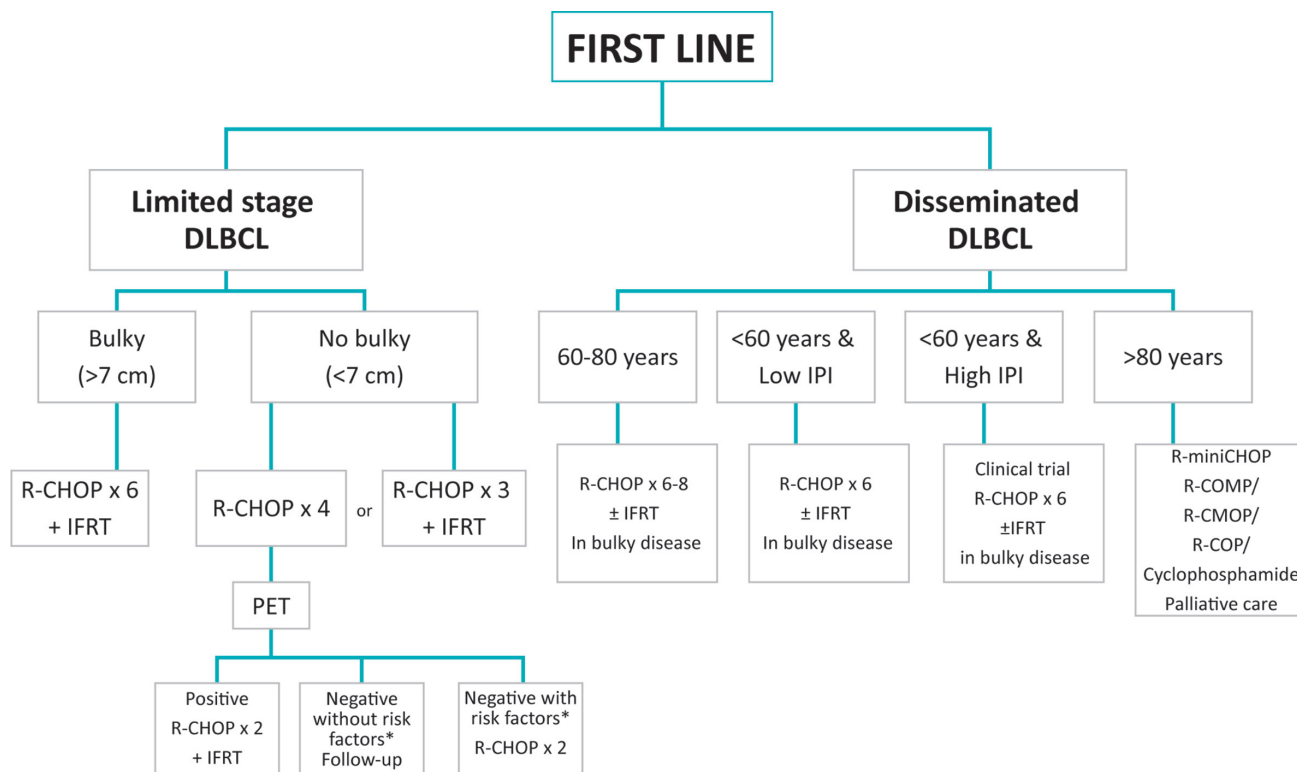 FIRST LINE
Limited stage
DLBCL
Disseminated
DLBCL
Bulky
(>7 cm)
No bulky
(<7 cm)
60-80 years
<60 years &
Low IPI
<60 years &
High IPI
>80 years
R-CHOP x 6
+ IFRT
R-CHOP x 4
or
R-CHOP x 3
+ IFRT
R-CHOP x 6-8
± IFRT
In bulky disease
R-CHOP x 6
± IFRT
In bulky disease
Clinical trial
R-CHOP x 6
±IFRT
in bulky disease
R-miniCHOP
R-COMP/
R-CMOP/
R-COP/
Cyclophosphamide
Palliative care
PET
Positive
R-CHOP x 2
+ IFRT
Negative
without risk
factors*
Follow-up
Negative with
risk factors*
R-CHOP x 2